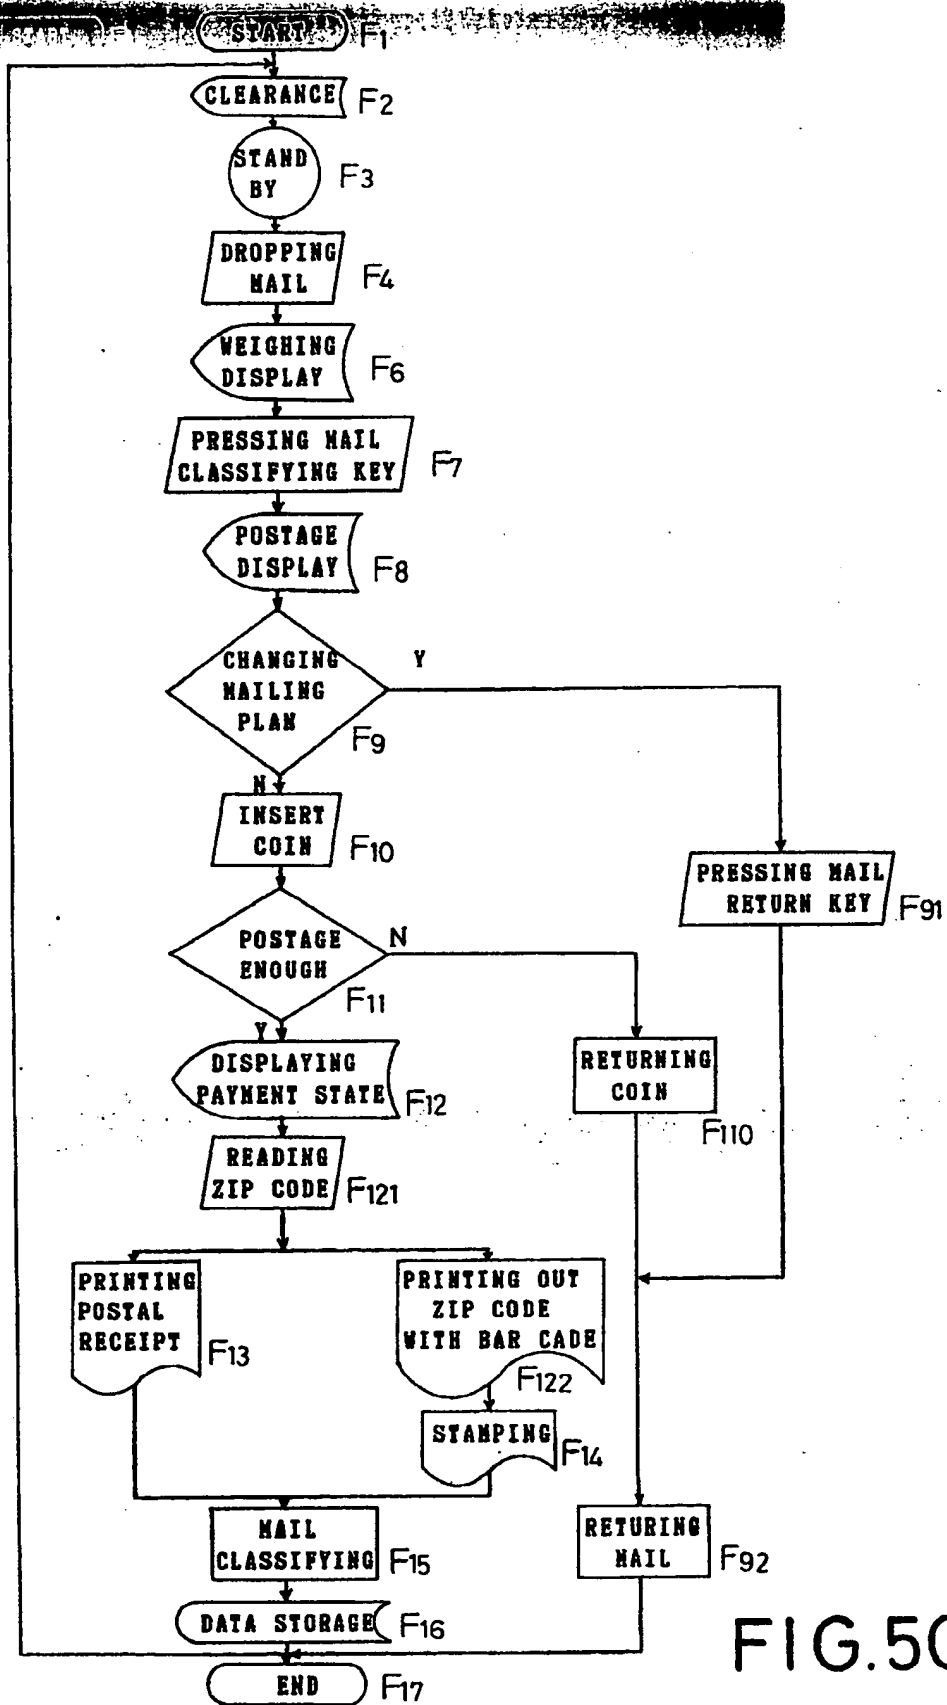 START F1
CLEARANCE F2
STAND
BY
F3
DROPPING
MAIL
F4
WEIGHING
DISPLAY
F6
PRESSING MAIL
CLASSIFYING KEY
F7
POSTAGE
DISPLAY
F8
CHANGING
MAILING
PLAN
F9
Y
N
INSERT
COIN
F10
PRESSING MAIL
RETURN KEY
F91
POSTAGE
ENOUGH
F11
N
Y
DISPLAYING
PAYMENT STATE
F12
RETURNING
COIN
F110
READING
ZIP CODE
F121
PRINTING
POSTAL
RECEIPT
F13
PRINTING OUT
ZIP CODE
WITH BAR CADE
F122
STAMPING
F14
MAIL
CLASSIFYING
F15
RETURING
MAIL
F92
DATA STORAGE
F16
END
F17